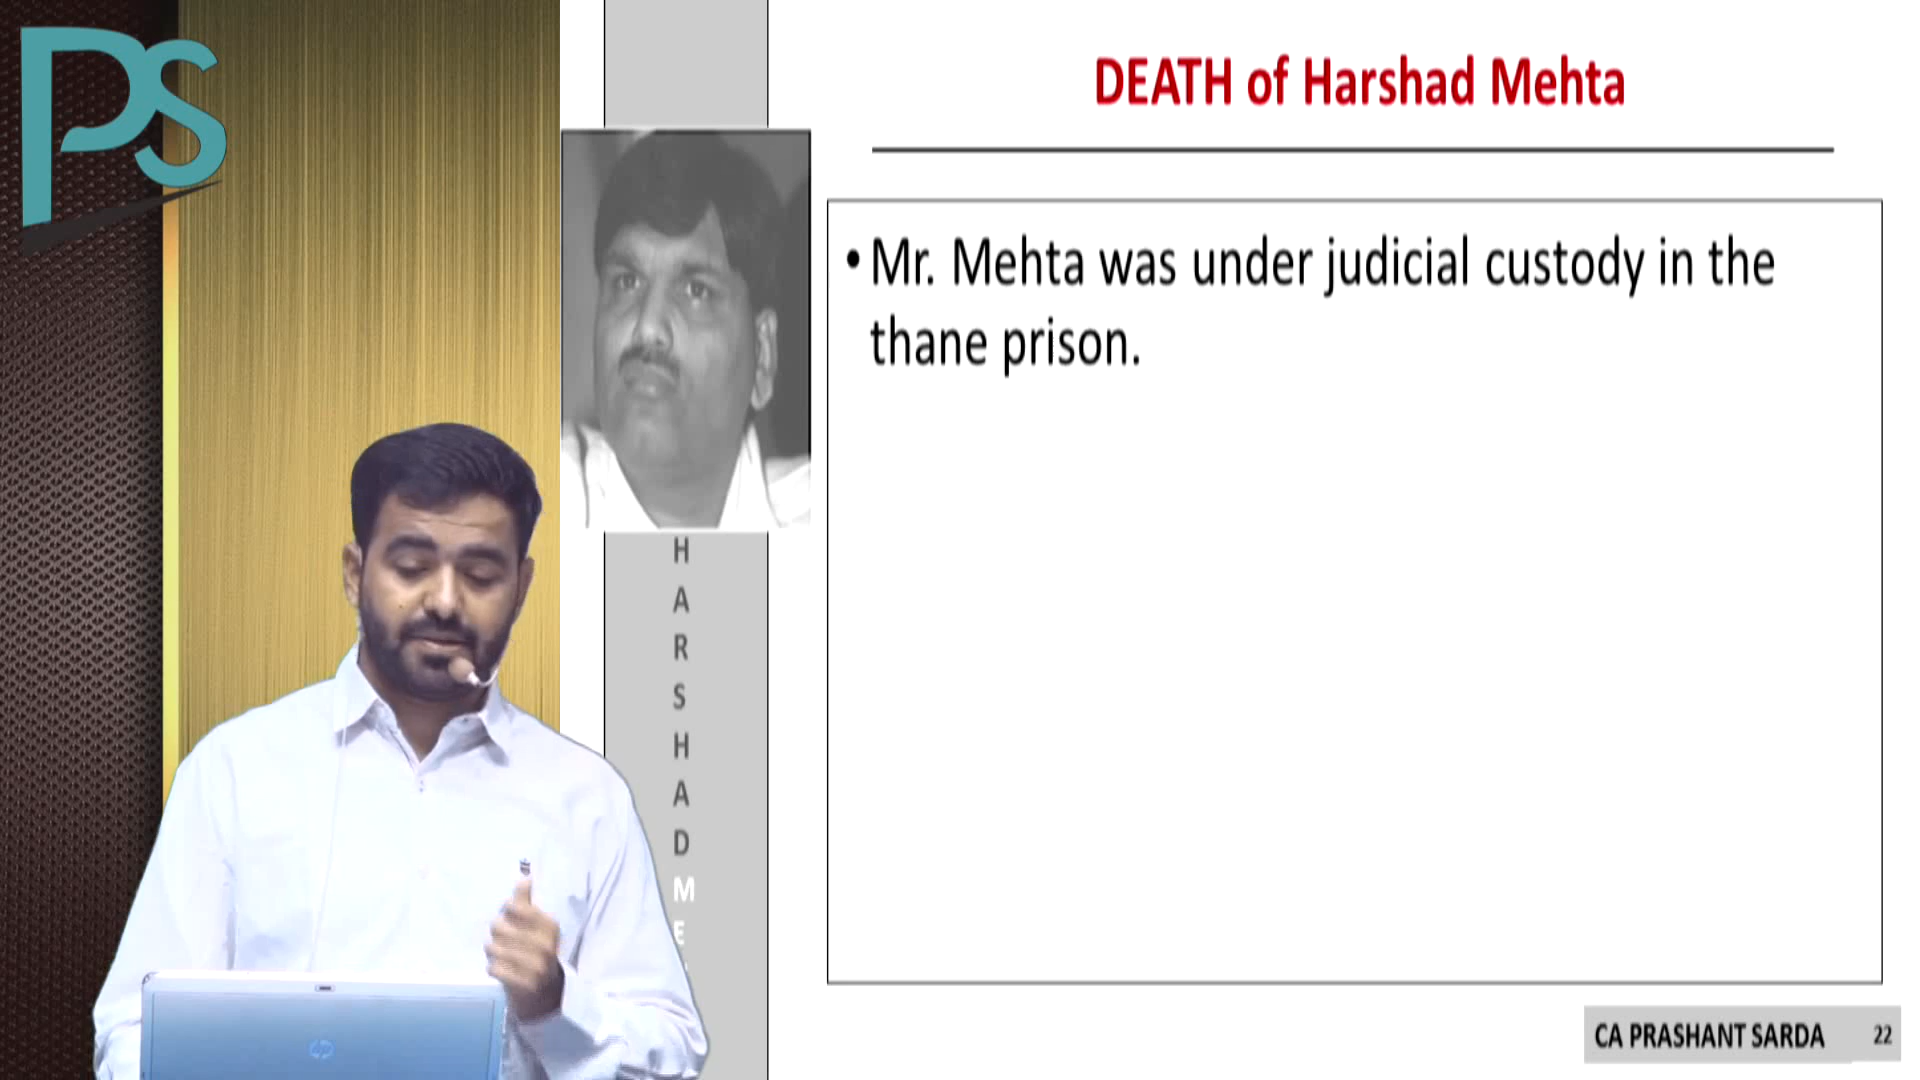 PS
DEATH of Harshad Mehta
• Mr. Mehta was under judicial custody in the
thane prison.
H
A
R
S
H
A
D
M
E
hp
CA PRASHANT SARDA 22